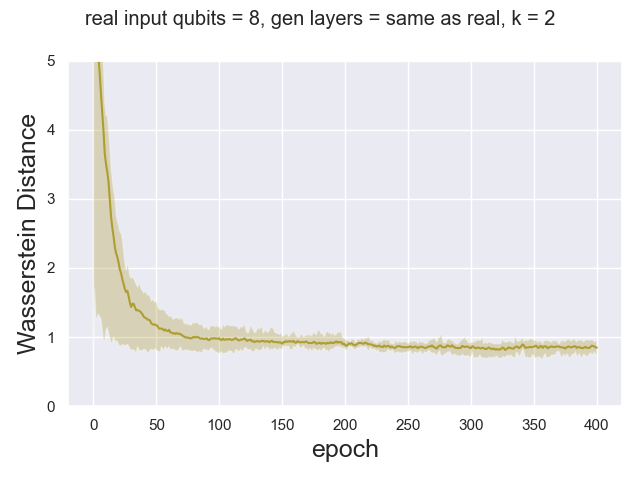 real input qubits = 8, gen layers = same as real, k = 2
5
4
3
2
1
0
Wasserstein Distance
0 50 100 150 200 250 300 350 400
epoch